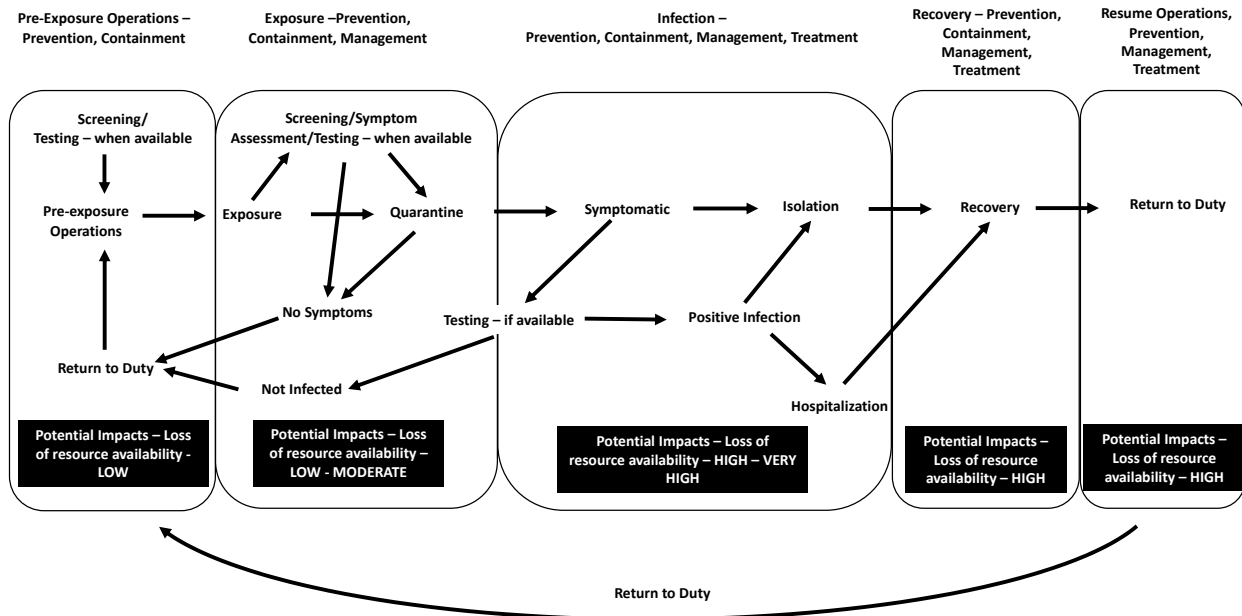 Pre-Exposure Operations –
Prevention, Containment
Exposure –Prevention,
Containment, Management
Infection –
Prevention, Containment, Management, Treatment
Recovery – Prevention,
Containment,
Management,
Treatment
Resume Operations,
Prevention,
Management,
Treatment
Screening/
Testing – when available
Pre-exposure
Operations
Return to Duty
Potential Impacts – Loss
of resource availability -
LOW
Screening/Symptom
Assessment/Testing – when available
Exposure
Quarantine
No Symptoms
Not Infected
Potential Impacts – Loss
of resource availability –
LOW - MODERATE
Symptomatic
Isolation
Testing – if available
Positive Infection
Hospitalization
Potential Impacts – Loss of
resource availability – HIGH – VERY
HIGH
Recovery
Potential Impacts –
Loss of resource
availability – HIGH
Return to Duty
Potential Impacts –
Loss of resource
availability – HIGH
Return to Duty